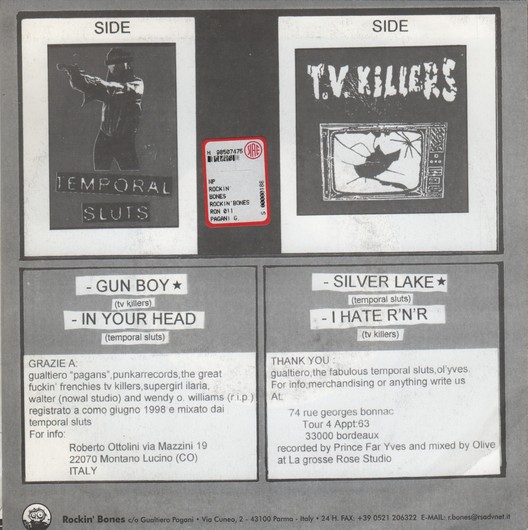 SIDE
SIDE
TEMPORAL
SLUTS
T.V. KILLERS
N 98507475
NP
ROCKIN'
BONES
ROCKIN'BONES
RON 011
PAGANI G.
- GUN BOY ★
(tv killers)
- IN YOUR HEAD
(temporal sluts)
- SILVER LAKE ★
(temporal sluts)
- I HATE R'N'R
(tv killers)
GRAZIE A:
gualtiero "pagans",punkarrecords,the great
fuckin' frenchies tv killers,supergirl ilaria,
walter (nowal studio) and wendy o. williams (r.i.p.)
registrato a como giugno 1998 e mixato dai
temporal sluts
For info:
Roberto Ottolini via Mazzini 19
22070 Montano Lucino (CO)
ITALY
THANK YOU :
gualtiero,the fabulous temporal sluts,ol'yves.
For info,merchandising or anything write us
At:
74 rue georges bonnac
Tour 4 Appt:63
33000 bordeaux
recorded by Prince Far Yves and mixed by Olive
at La grosse Rose Studio
Rockin' Bones c/o Gualtiero Pagani • Via Cuneo, 2 - 43100 Parma - Italy • 24 H. FAX: +39 0521 206322 E-MAIL: r.bones@rsadvnet.it